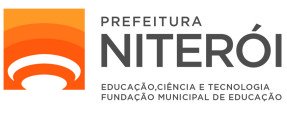 PREFEITURA
NITERÓI
EDUCAÇÃO,CIÊNCIA E TECNOLOGIA
FUNDAÇÃO MUNICIPAL DE EDUCAÇÃO